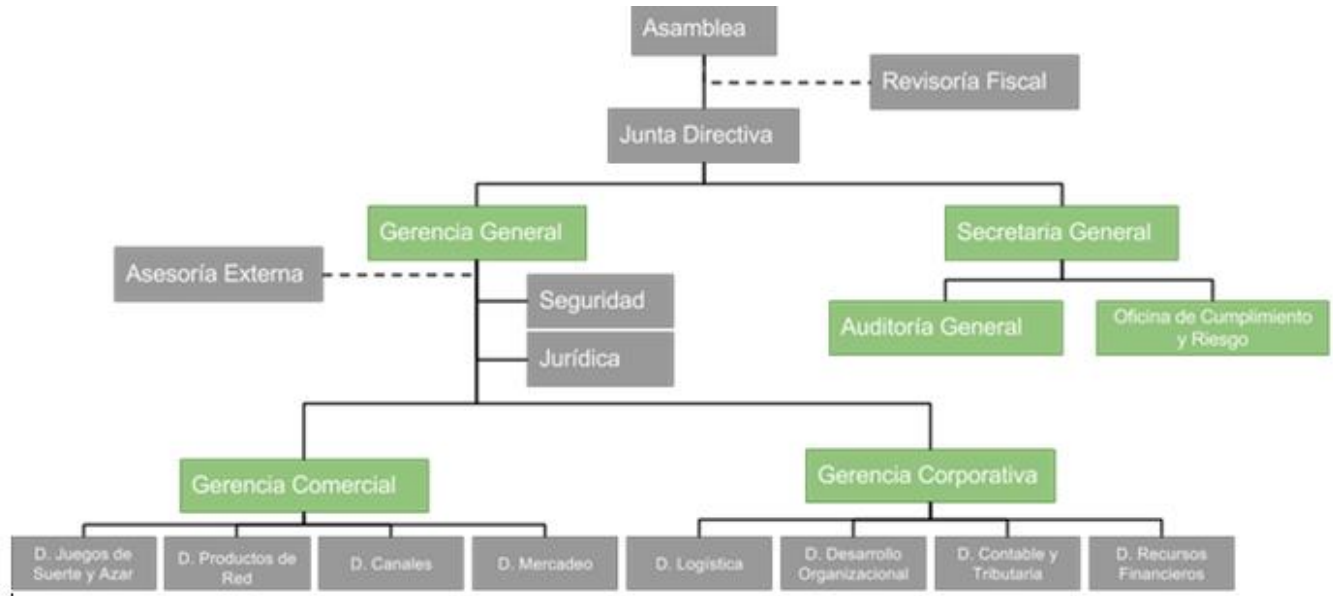 Asamblea
Revisoría Fiscal
Junta Directiva
Gerencia General
Secretaria General
Asesoría Externa
Seguridad
Auditoría General
Oficina de Cumplimiento
y Riesgo
Jurídica
Gerencia Comercial
Gerencia Corporativa
D. Juegos de
Suerte y Azar
D. Productos de
Red
D. Canales
D. Mercadeo
D. Logística
D. Desarrollo
Organizacional
D. Contable y
Tributaria
D. Recursos
Financieros